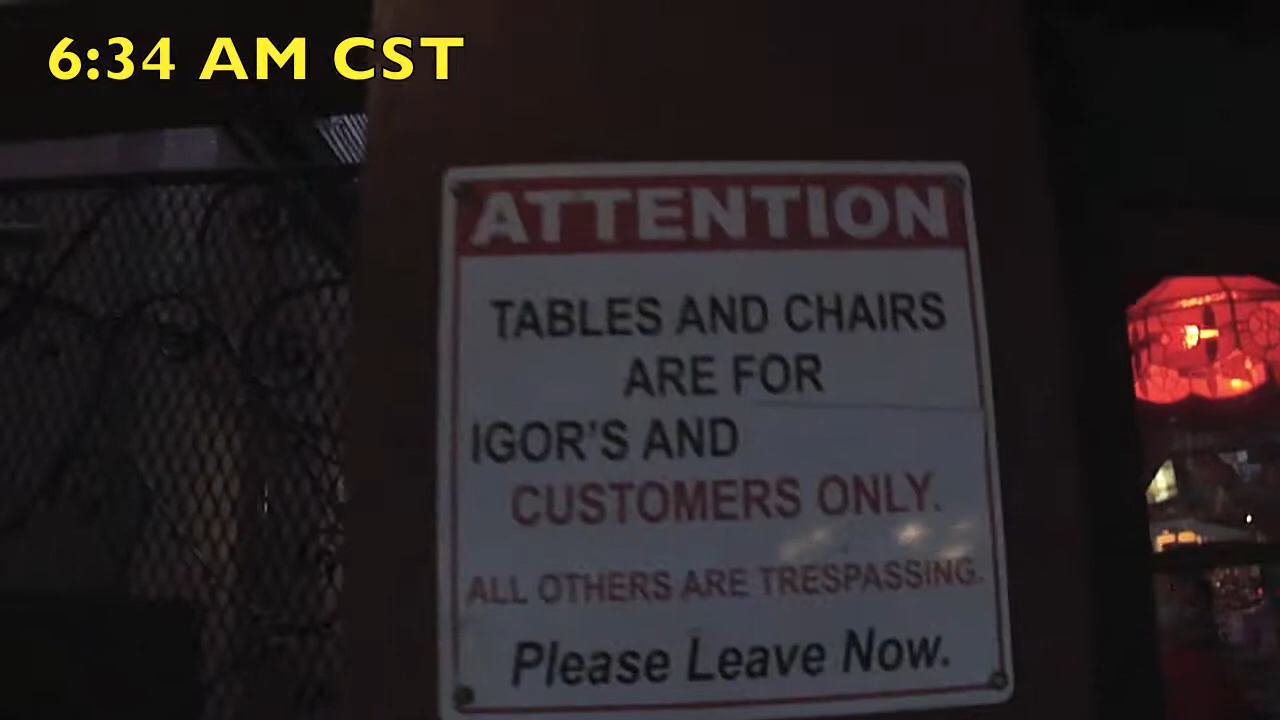 6:34 AM CST
ATTENTION
TABLES AND CHAIRS
ARE FOR
IGOR'S AND
CUSTOMERS ONLY.
ALL OTHERS ARE TRESPASSING.
Please Leave Now.